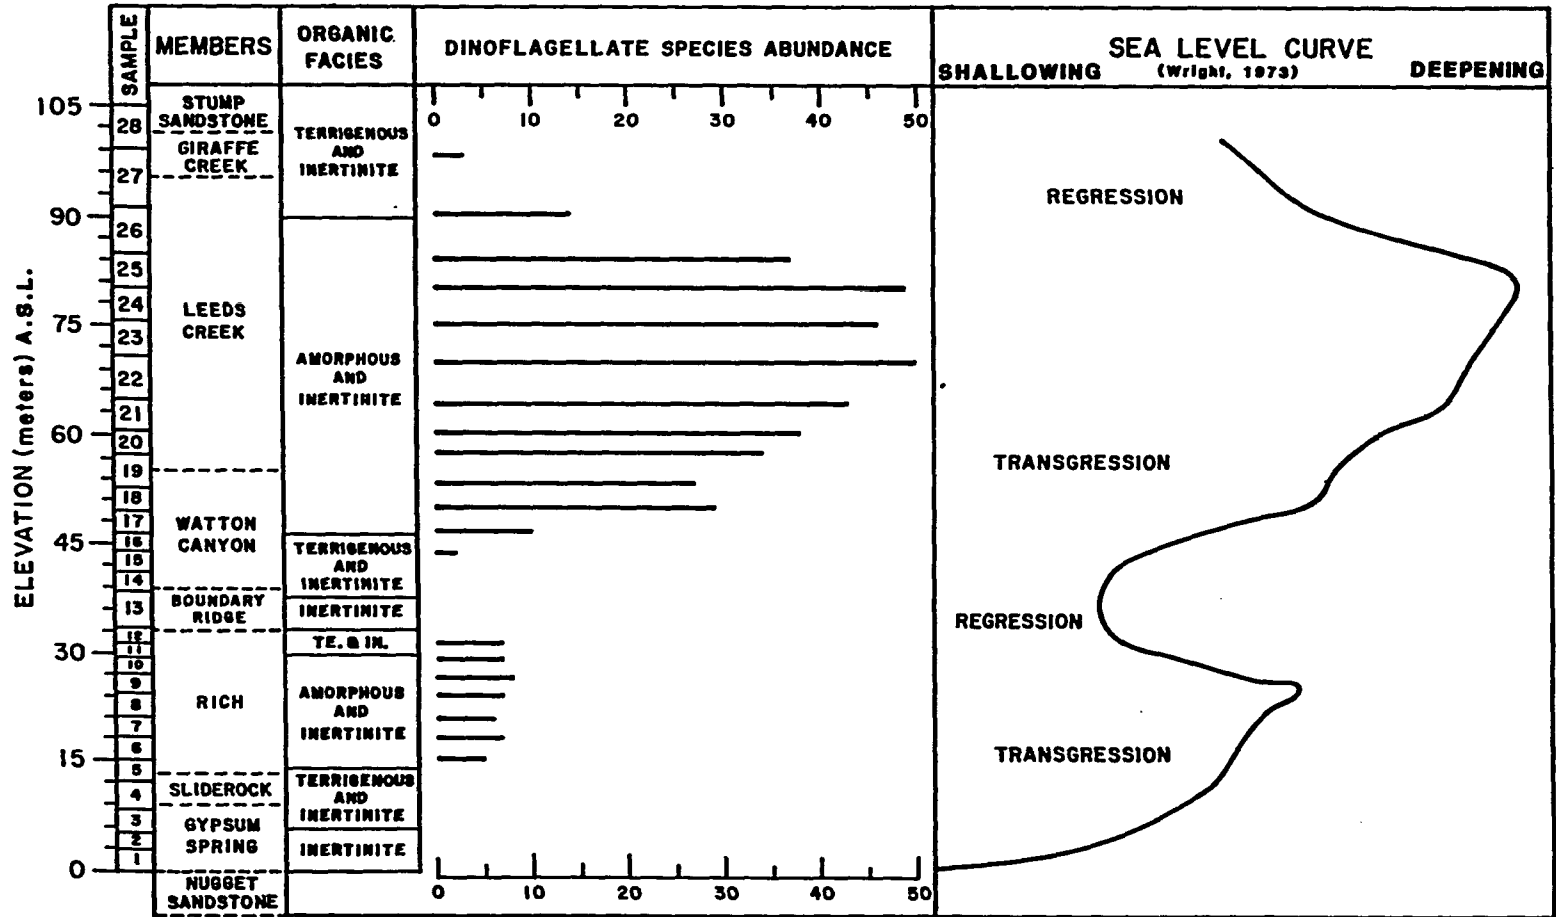 SAMPLE
MEMBERS
ORGANIC
FACIES
DINOFLAGELLATE SPECIES ABUNDANCE
SEA LEVEL CURVE
SHALLOWING
(Wright, 1973)
DEEPENING
ELEVATION (meters) A.S.L.
105
90
75
60
45
30
15
0
28
27
26
25
24
23
22
21
20
19
18
17
16
15
14
13
12
11
10
9
8
7
6
5
4
3
2
1
STUMP
SANDSTONE
GIRAFFE
CREEK
LEEDS
CREEK
WATTON
CANYON
BOUNDARY
RIDGE
RICH
SLIDEROCK
GYPSUM
SPRING
NUGGET
SANDSTONE
TERRIGENOUS
AND
INERTINITE
AMORPHOUS
AND
INERTINITE
TERRIGENOUS
AND
INERTINITE
INERTINITE
TE. & IN.
AMORPHOUS
AND
INERTINITE
TERRIGENOUS
AND
INERTINITE
INERTINITE
0 10 20 30 40 50
0 10 20 30 40 50
REGRESSION
TRANSGRESSION
REGRESSION
TRANSGRESSION